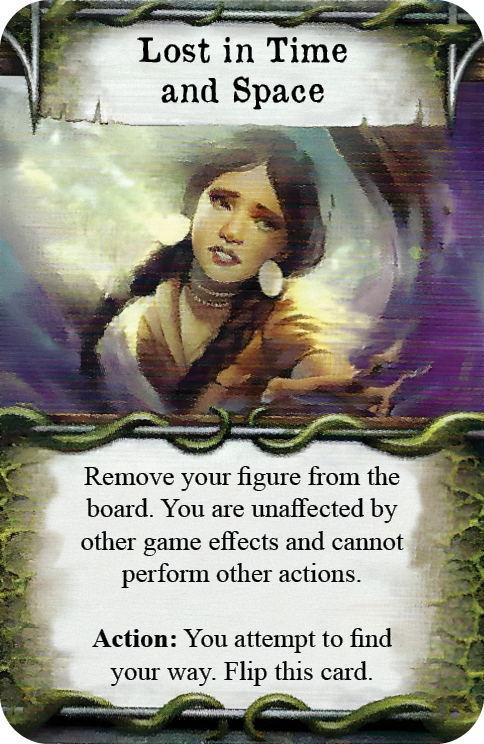 Lost in Time
and Space
Remove your figure from the
board. You are unaffected by
other game effects and cannot
perform other actions.
Action: You attempt to find
your way. Flip this card.